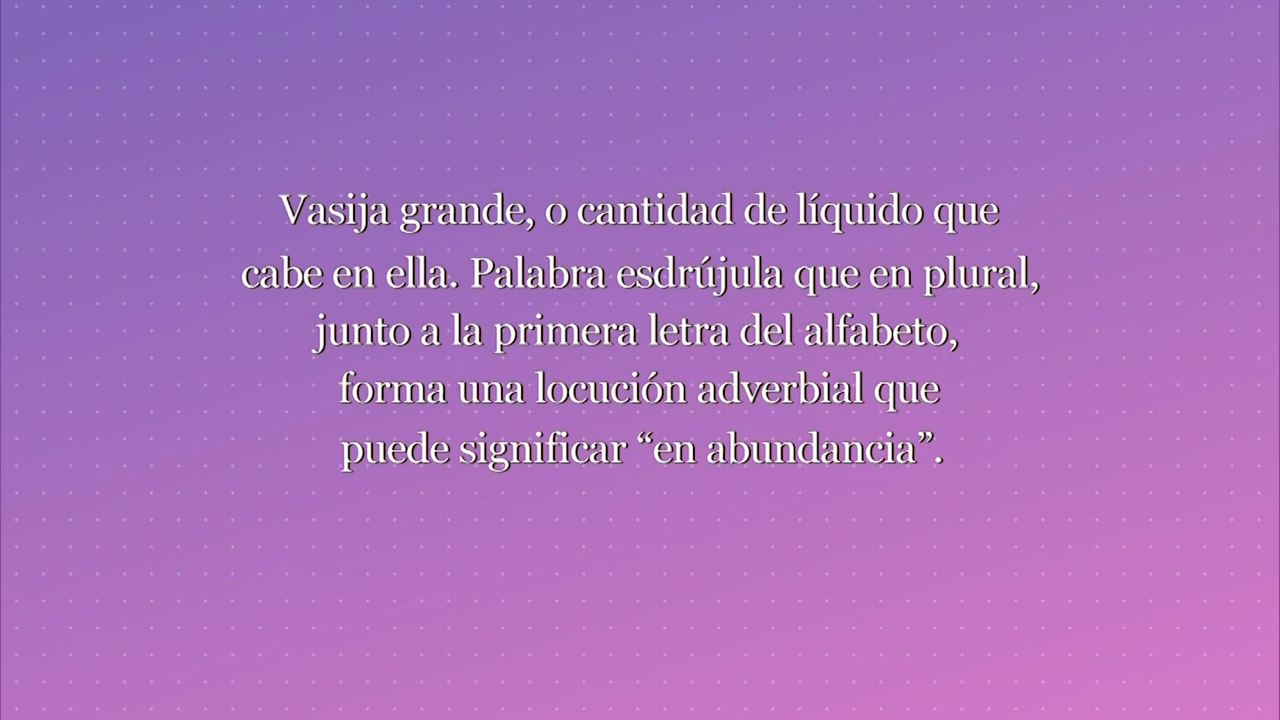 Vasija grande, o cantidad de líquido que
cabe en ella. Palabra esdrújula que en plural,
junto a la primera letra del alfabeto,
forma una locución adverbial que
puede significar “en abundancia”.